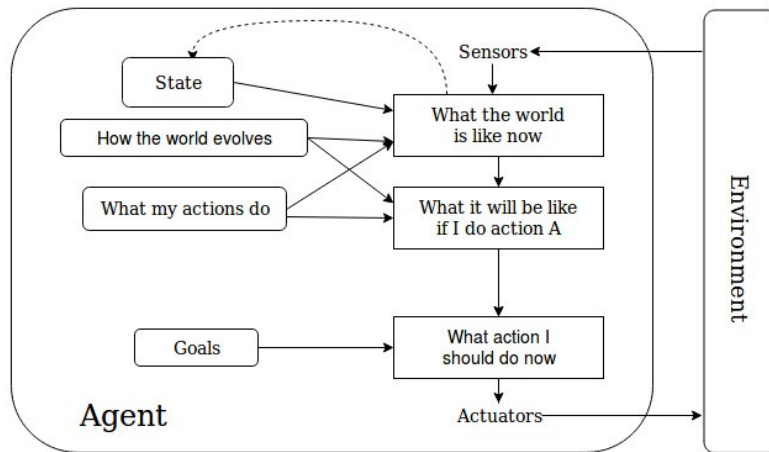 Sensors
State
What the world
is like now
How the world evolves
What my actions do
What it will be like
if I do action A
Environment
Goals
What action I
should do now
Agent
Actuators